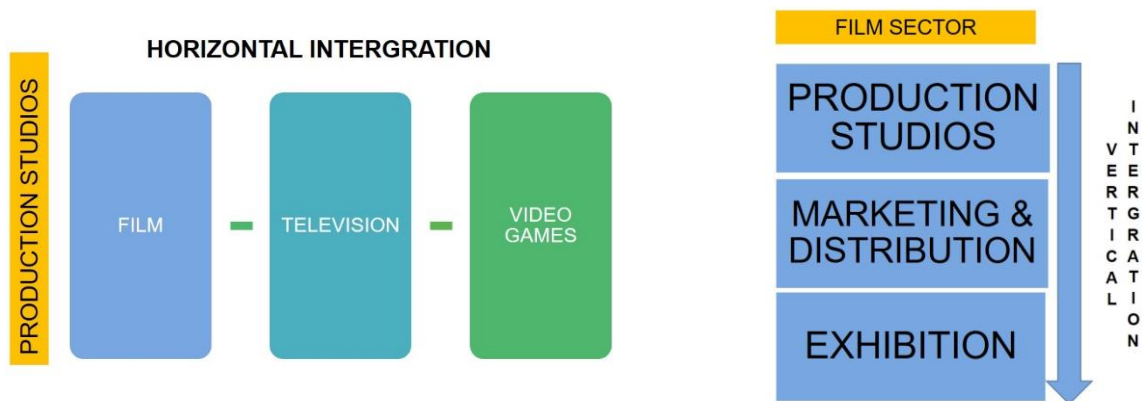 HORIZONTAL INTERGRATION
PRODUCTION STUDIOS
FILM
TELEVISION
VIDEO
GAMES
FILM SECTOR
PRODUCTION
STUDIOS
MARKETING &
DISTRIBUTION
EXHIBITION
VERTICAL
INTERGRATION